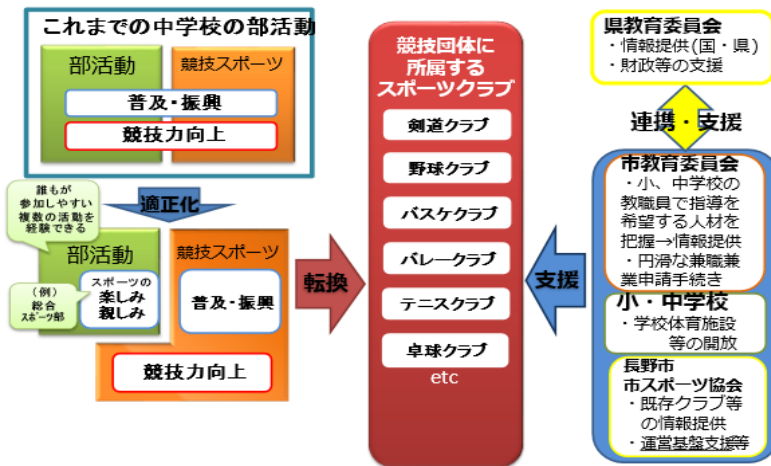 これまでの中学校の部活動
部活動
競技スポーツ
普及・振興
競技力向上
適正化
誰もが
参加しやすい
複数の活動を
経験できる
部活動
(例)
総合
スポーツ部
スポーツの
楽しみ
親しみ
競技スポーツ
普及・振興
競技力向上
転換
競技団体に
所属する
スポーツクラブ
剣道クラブ
野球クラブ
バスケクラブ
バレークラブ
テニスクラブ
卓球クラブ
etc
支援
県教育委員会
・情報提供(国・県)
・財政等の支援
連携・支援
市教育委員会
・小、中学校の
教職員で指導を
希望する人材を
把握→情報提供
・円滑な兼職兼
業申請手続き
小・中学校
・学校体育施設
等の開放
長野市
市スポーツ協会
・既存クラブ等
の情報提供
・運営基盤支援等